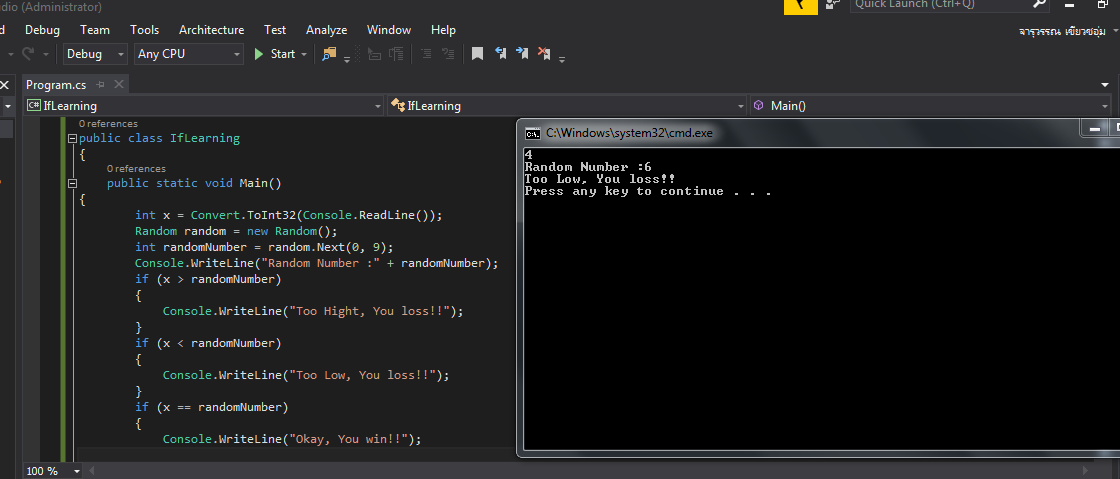 udio (Administrator)
Quick Launch (Ctrl+Q)
d Debug Team Tools Architecture Test Analyze Window Help
จารุวรรณ เขียวชอุ่ม
Debug Any CPU Start
Program.cs
C# IfLearning IfLearning Main()
0 references
public class IfLearning
{
0 references
public static void Main()
{
int x = Convert.ToInt32(Console.ReadLine());
Random random = new Random();
int randomNumber = random.Next(0, 9);
Console.WriteLine("Random Number :" + randomNumber);
if (x > randomNumber)
{
Console.WriteLine("Too Hight, You loss!!");
}
if (x < randomNumber)
{
Console.WriteLine("Too Low, You loss!!");
}
if (x == randomNumber)
{
Console.WriteLine("Okay, You win!!");
100 %
C:\Windows\system32\cmd.exe
4
Random Number :6
Too Low, You loss!!
Press any key to continue . . .